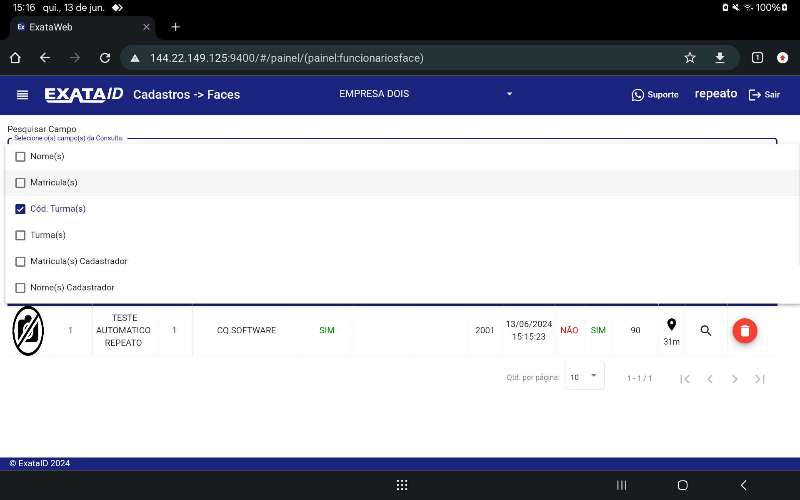 15:16 qui., 13 de jun.
100%
Ex ExataWeb
144.22.149.125:9400/#/painel/(painel:funcionariosface)
1
EXATAID Cadastros -> Faces EMPRESA DOIS Suporte repeato Sair
Pesquisar Campo
Selecione o(s) campo(s) da Consulta
Nome(s)
Matricula(s)
Cód. Turma(s)
Turma(s)
Matricula(s) Cadastrador
Nome(s) Cadastrador
1 TESTE AUTOMATICO REPEATO 1 CQ.SOFTWARE SIM 2001 13/06/2024 15:15:23 NÃO SIM 90 31m
Qtd. por página: 10 1 - 1 / 1
© ExataID 2024